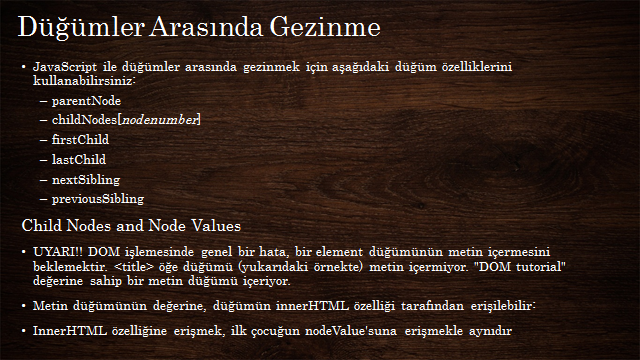 Düğümler Arasında Gezinme
• JavaScript ile düğümler arasında gezinmek için aşağıdaki düğüm özelliklerini
kullanabilirsiniz:
– parentNode
– childNodes[nodenumber]
– firstChild
– lastChild
– nextSibling
– previousSibling
Child Nodes and Node Values
• UYARI!! DOM işlemesinde genel bir hata, bir element düğümünün metin içermesini
beklemektir. <title> öğe düğümü (yukarıdaki örnekte) metin içermiyor. "DOM tutorial"
değerine sahip bir metin düğümü içeriyor.
• Metin düğümünün değerine, düğümün innerHTML özelliği tarafından erişilebilir:
• InnerHTML özelliğine erişmek, ilk çocuğun nodeValue'suna erişmekle aynıdır